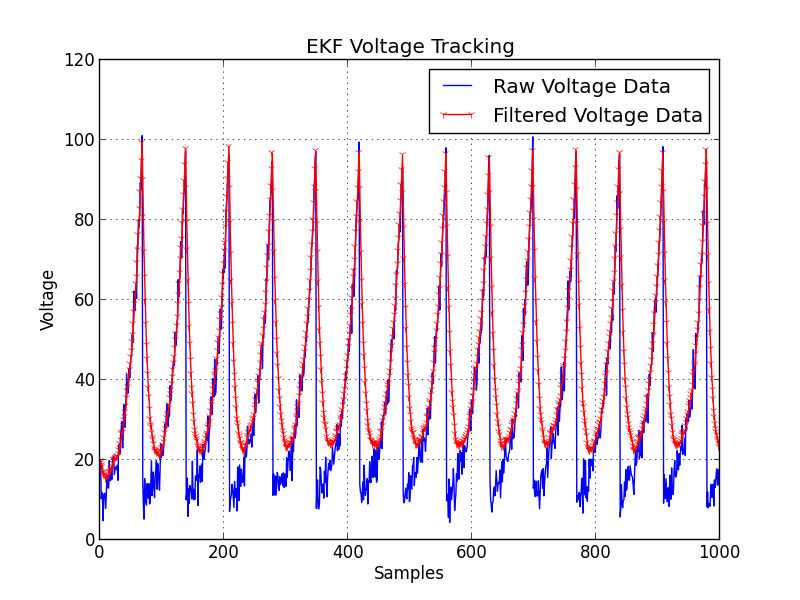 EKF Voltage Tracking
120
100
80
60
40
20
0
Voltage
Raw Voltage Data
Filtered Voltage Data
0 200 400 600 800 1000
Samples